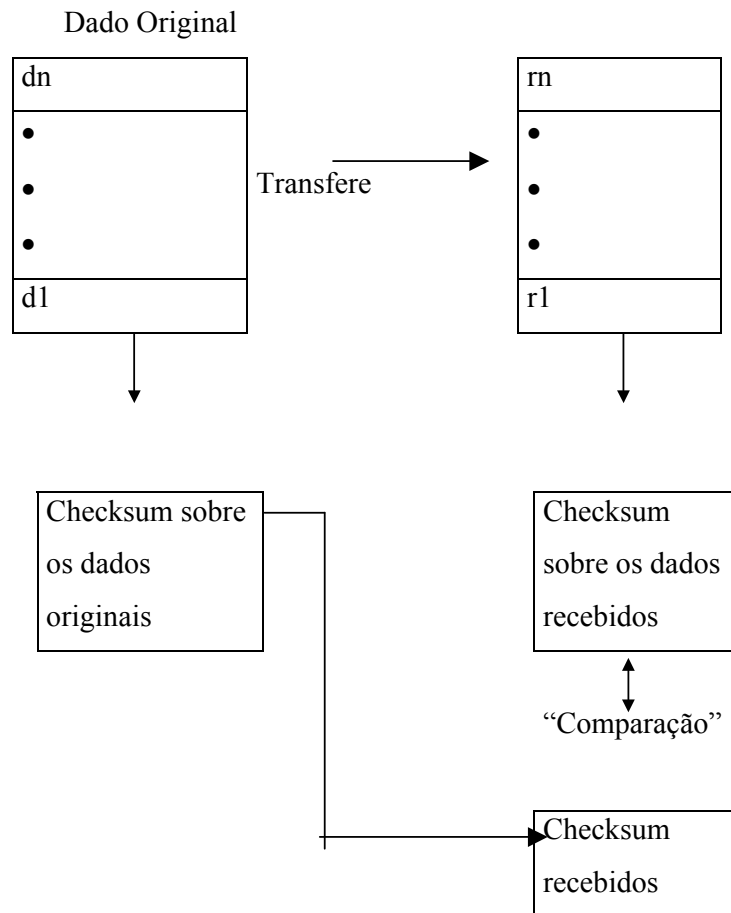 Dado Original
dn
rn
•
•
•
•
•
•
Transfere
d1
r1
Checksum sobre
os dados
originais
Checksum
sobre os dados
recebidos
“Comparação”
Checksum
recebidos